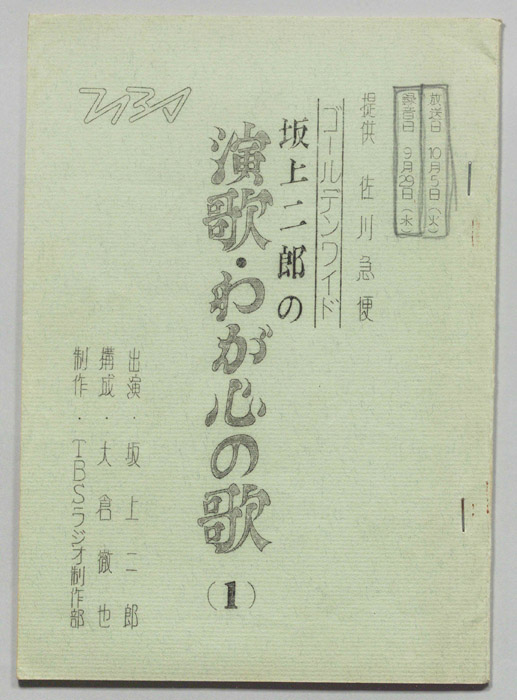 放送日 10月5日(火)
録音日 9月29日(木)
提供 佐川急便
ゴールデンワイド
坂上二郎の
演歌・わが心の歌
(1)
TBS
出演・坂上二郎
構成・大倉徹也
制作・TBSラジオ制作部